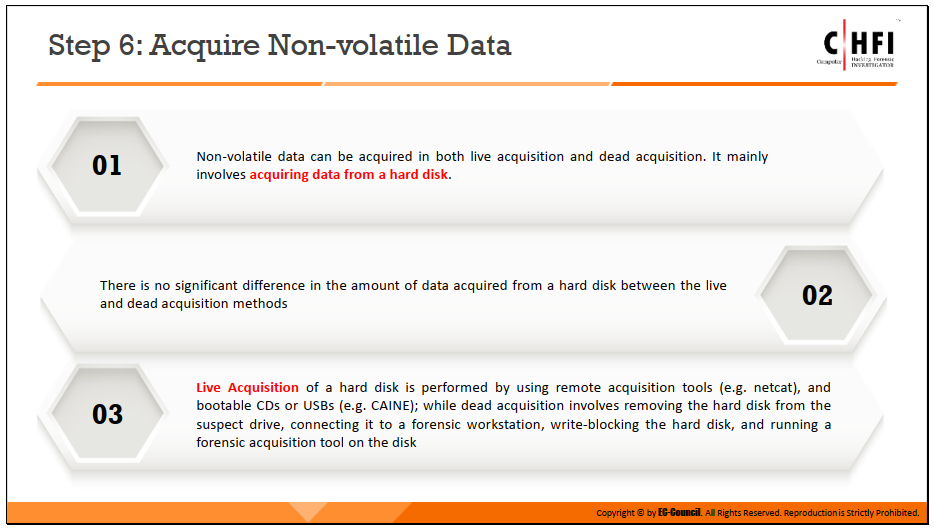 Step 6: Acquire Non-volatile Data
C HFI
Computer Hacking Forensic
INVESTIGATOR
01
Non-volatile data can be acquired in both live acquisition and dead acquisition. It mainly
involves acquiring data from a hard disk.
There is no significant difference in the amount of data acquired from a hard disk between the live
and dead acquisition methods
02
03
Live Acquisition of a hard disk is performed by using remote acquisition tools (e.g. netcat), and
bootable CDs or USBs (e.g. CAINE); while dead acquisition involves removing the hard disk from the
suspect drive, connecting it to a forensic workstation, write-blocking the hard disk, and running a
forensic acquisition tool on the disk
Copyright © by EC-Council. All Rights Reserved. Reproduction is Strictly Prohibited.